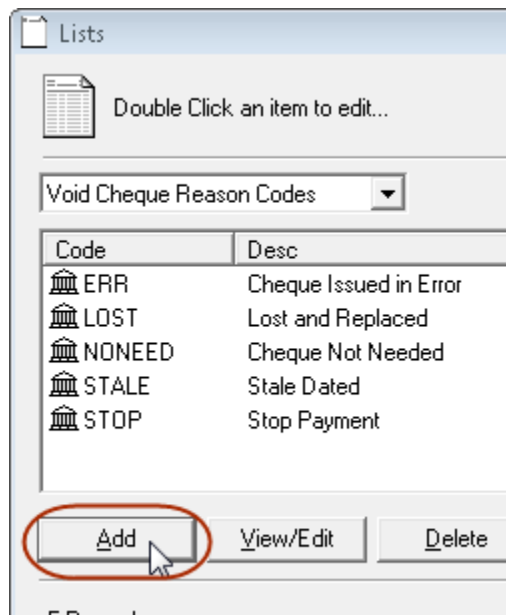 Lists
Double Click an item to edit...
Void Cheque Reason Codes
Code Desc
ERR Cheque Issued in Error
LOST Lost and Replaced
NONEED Cheque Not Needed
STALE Stale Dated
STOP Stop Payment
Add View/Edit Delete